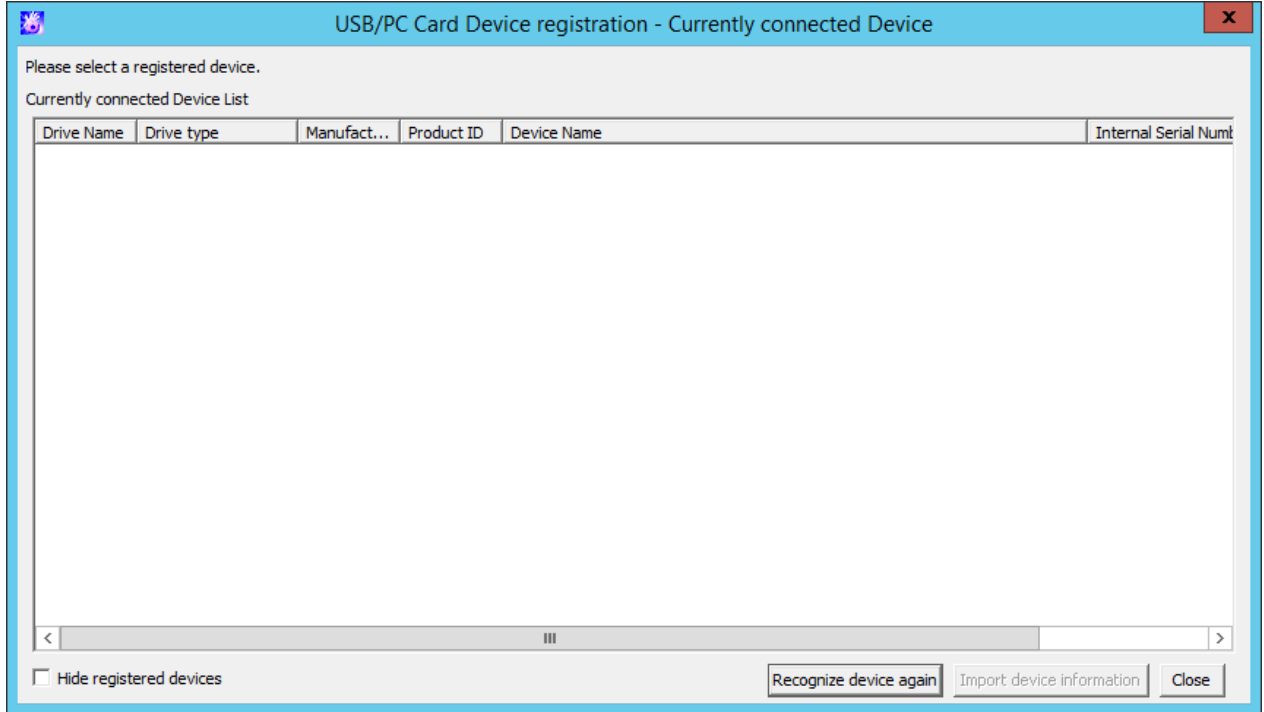 USB/PC Card Device registration - Currently connected Device
x
Please select a registered device.
Currently connected Device List
Drive Name Drive type Manufact... Product ID Device Name Internal Serial Numb
Hide registered devices Recognize device again Import device information Close